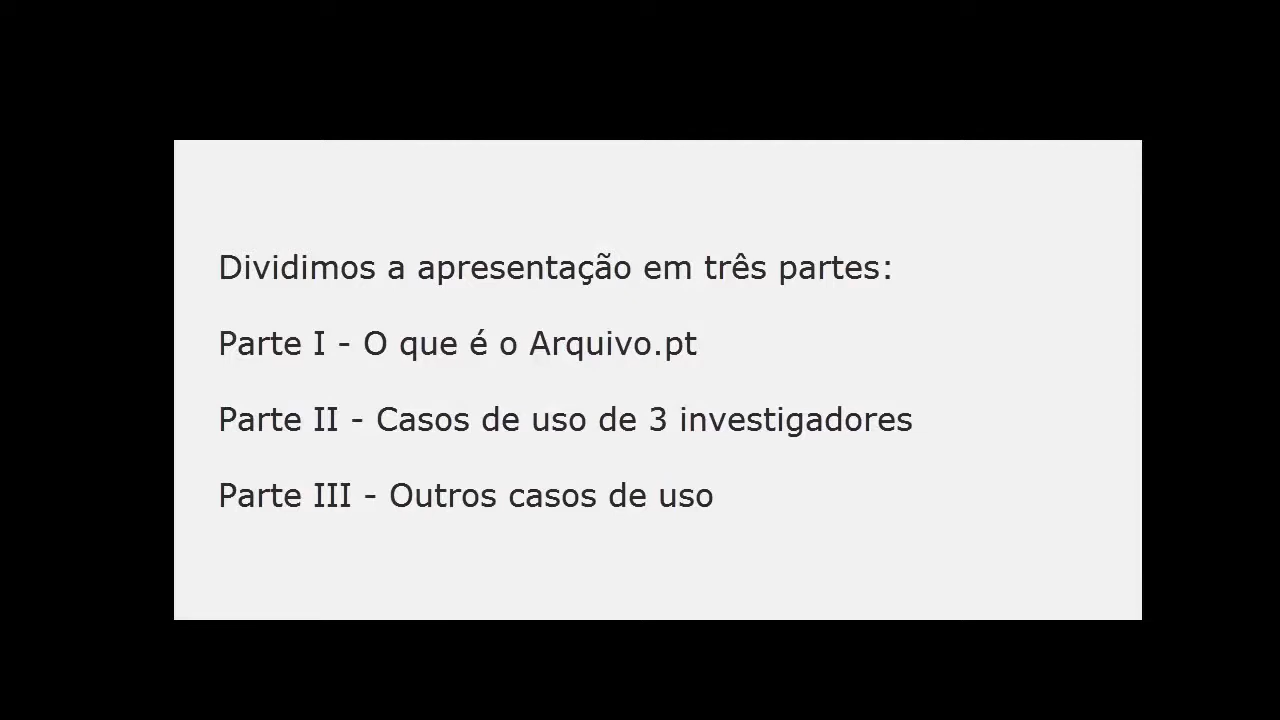 Dividimos a apresentação em três partes:
Parte I - O que é o Arquivo.pt
Parte II - Casos de uso de 3 investigadores
Parte III - Outros casos de uso